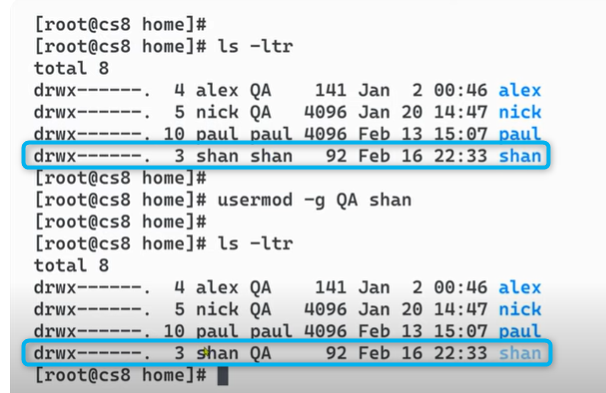 [root@cs8 home]#
[root@cs8 home]# ls -ltr
total 8
drwx------.  4 alex QA    141 Jan  2 00:46 alex
drwx------.  5 nick QA   4096 Jan 20 14:47 nick
drwx------. 10 paul paul 4096 Feb 13 15:07 paul
drwx------.  3 shan shan   92 Feb 16 22:33 shan
[root@cs8 home]#
[root@cs8 home]# usermod -g QA shan
[root@cs8 home]#
[root@cs8 home]# ls -ltr
total 8
drwx------.  4 alex QA    141 Jan  2 00:46 alex
drwx------.  5 nick QA   4096 Jan 20 14:47 nick
drwx------. 10 paul paul 4096 Feb 13 15:07 paul
drwx------.  3 shan QA     92 Feb 16 22:33 shan
[root@cs8 home]#